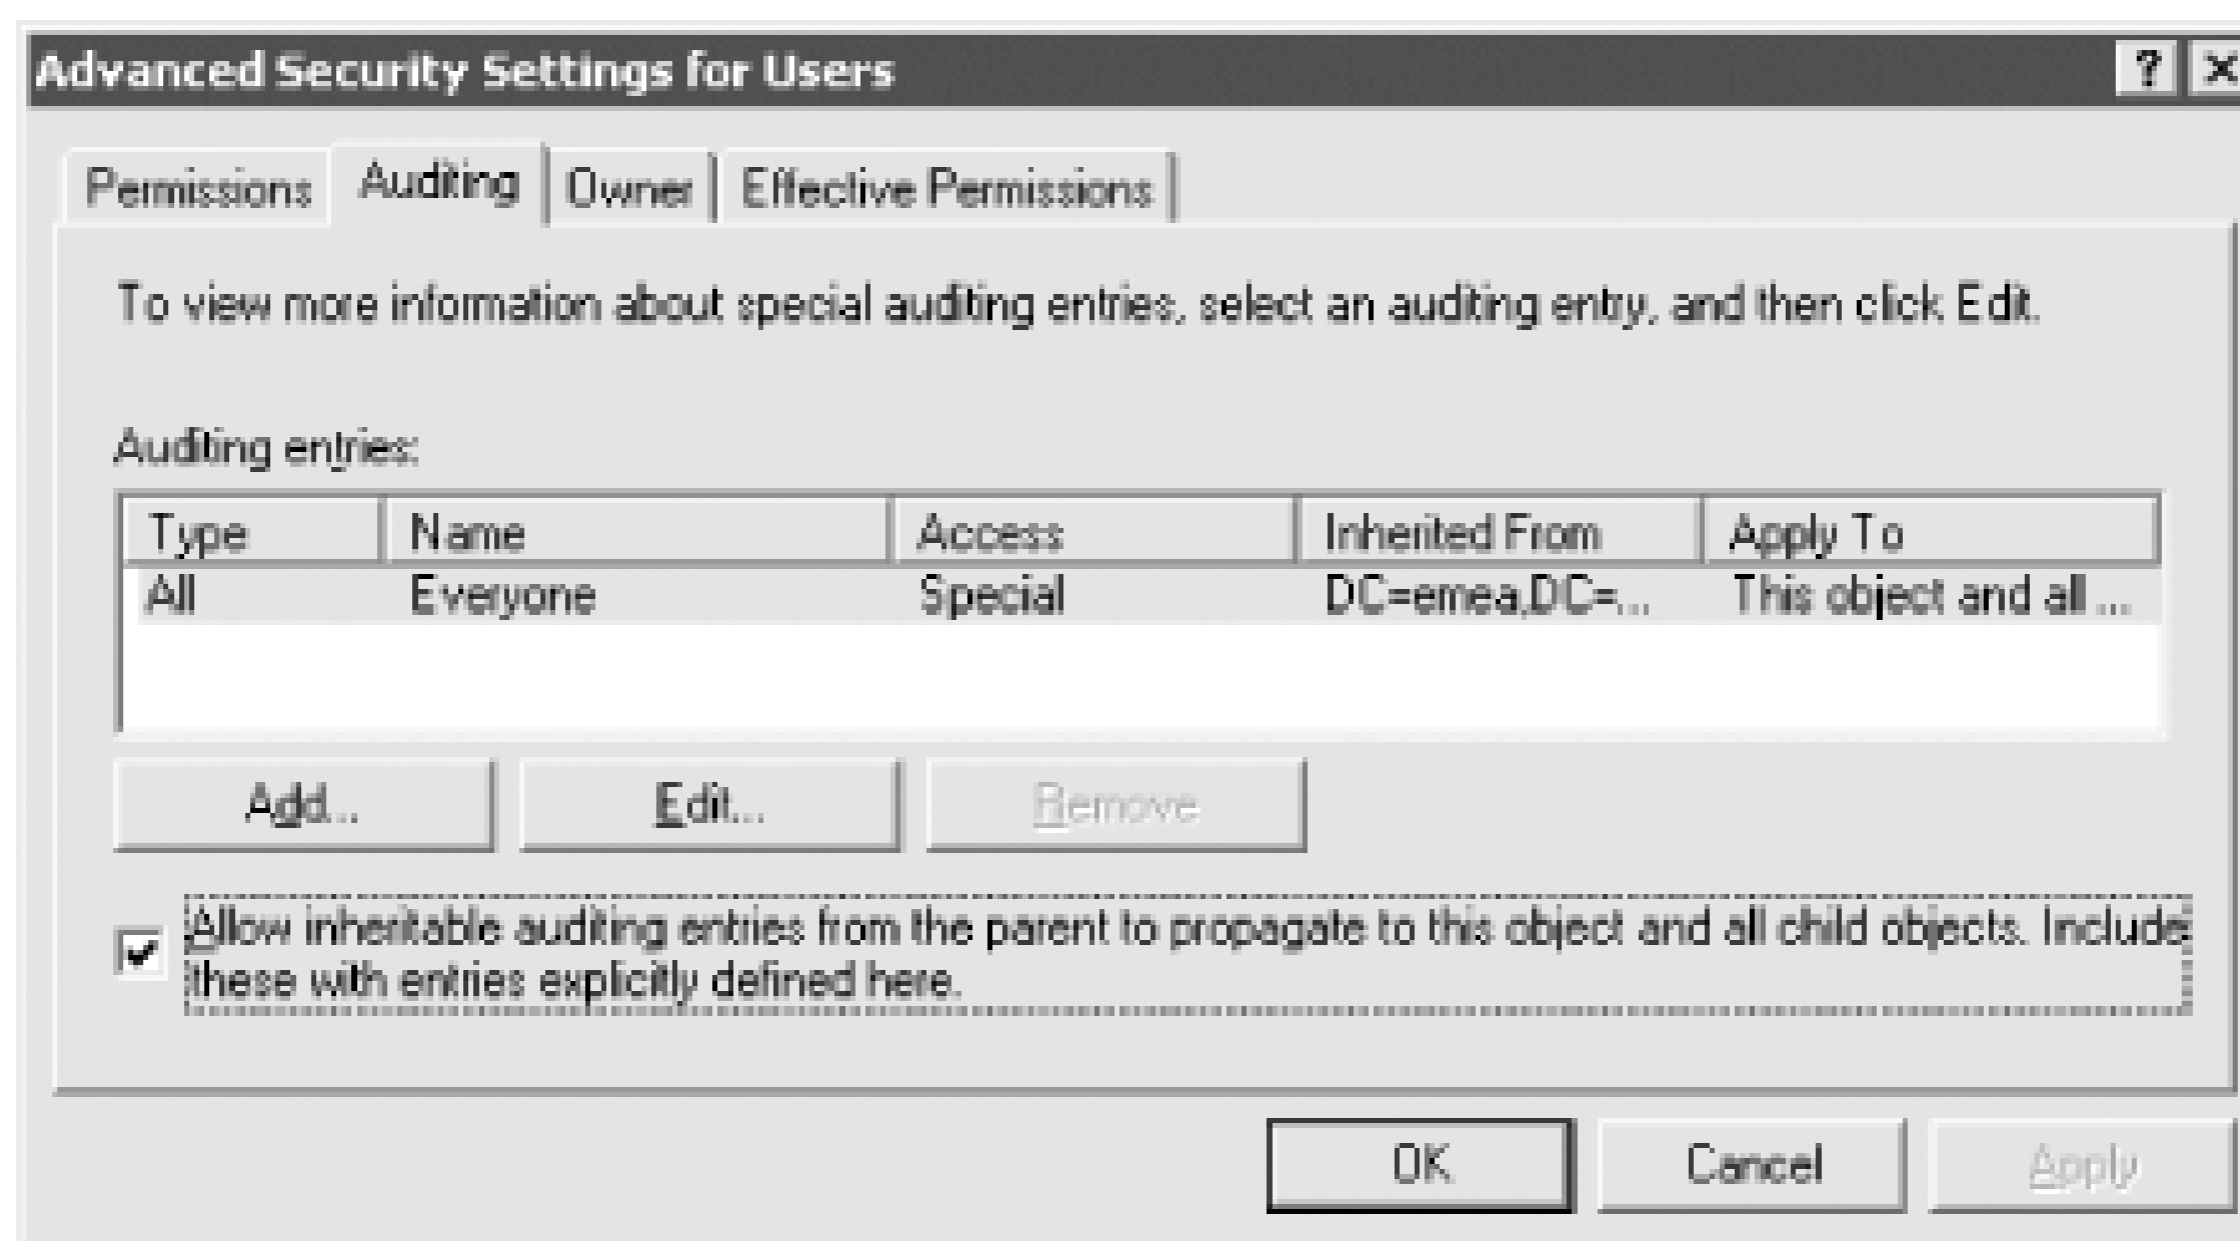 Advanced Security Settings for Users
Permissions Auditing Owner Effective Permissions
To view more information about special auditing entries, select an auditing entry, and then click Edit.
Auditing entries:
Type Name Access Inherited From Apply To
All Everyone Special DC=emea,DC=... This object and all ...
Add... Edit... Remove
Allow inheritable auditing entries from the parent to propagate to this object and all child objects. Include
these with entries explicitly defined here.
OK Cancel Apply